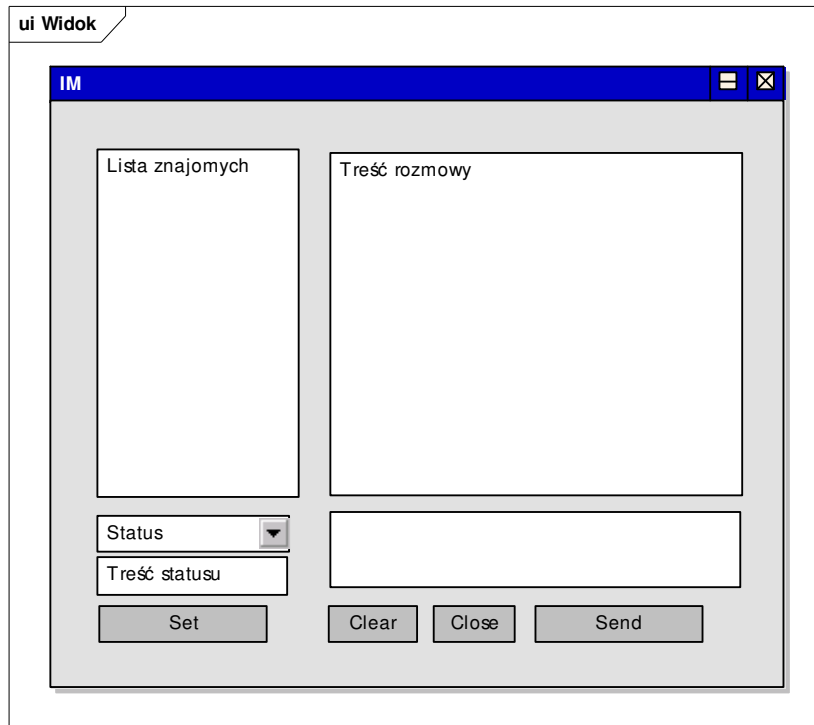 ui Widok
IM
Lista znajomych
Treść rozmowy
Status
Treść statusu
Set
Clear
Close
Send